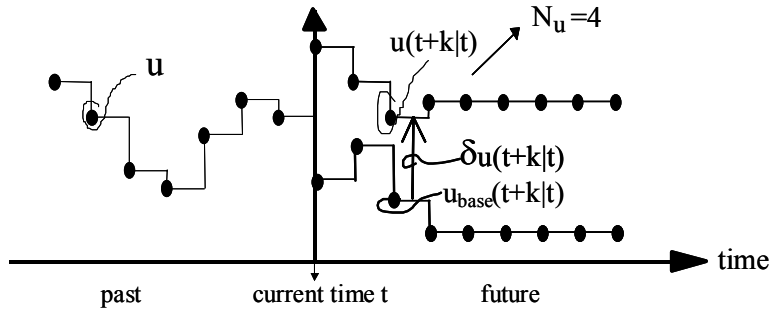 N_u =4
u(t+k|t)
u
δu(t+k|t)
u_base(t+k|t)
time
past
current time t
future